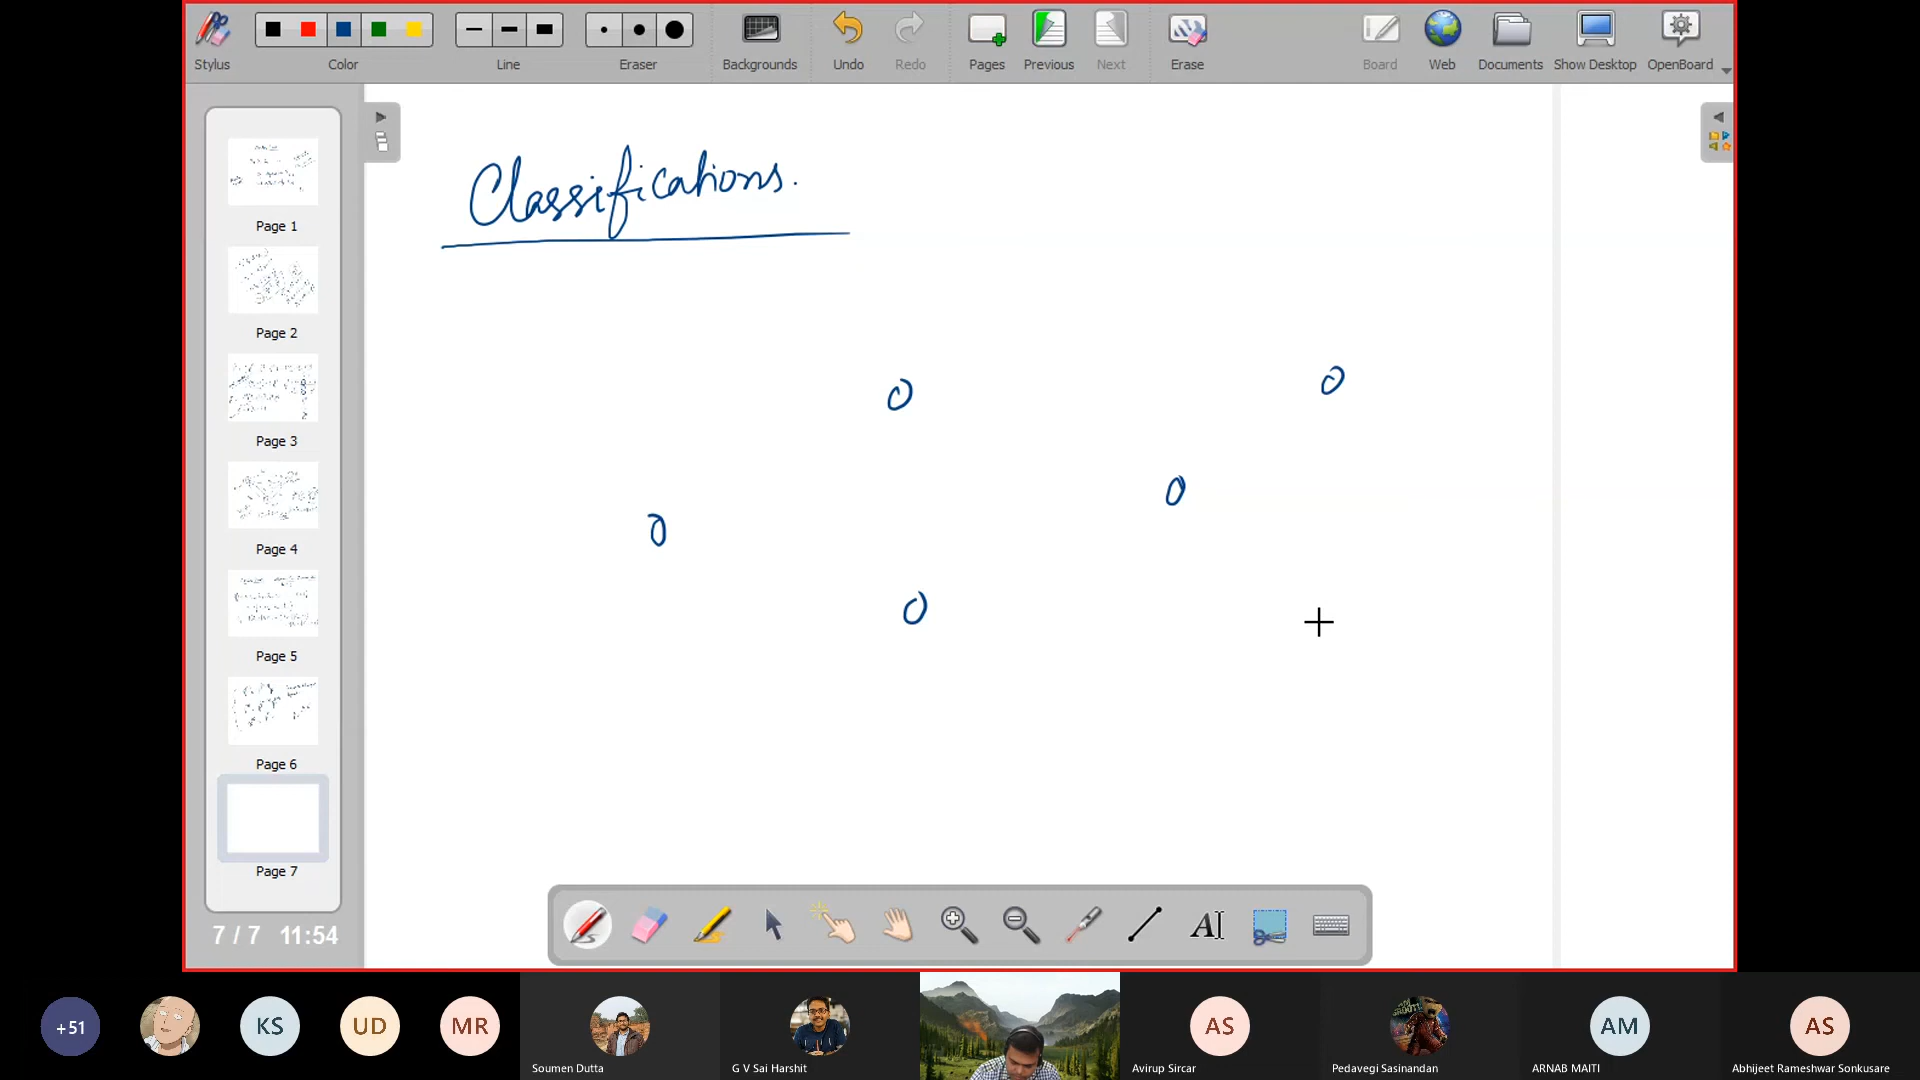 Stylus
Color
Line
Eraser
Backgrounds
Undo
Redo
Pages
Previous
Next
Erase
Board
Web
Documents
Show Desktop
OpenBoard
Classifications.
Page 1
Page 2
Page 3
Page 4
Page 5
Page 6
Page 7
7 / 7 11:54
AI
+51
KS
UD
MR
Soumen Dutta
G V Sai Harshit
AS
Avirup Sircar
Pedavegi Sasinandan
AM
ARNAB MAITI
AS
Abhijeet Rameshwar Sonkusare